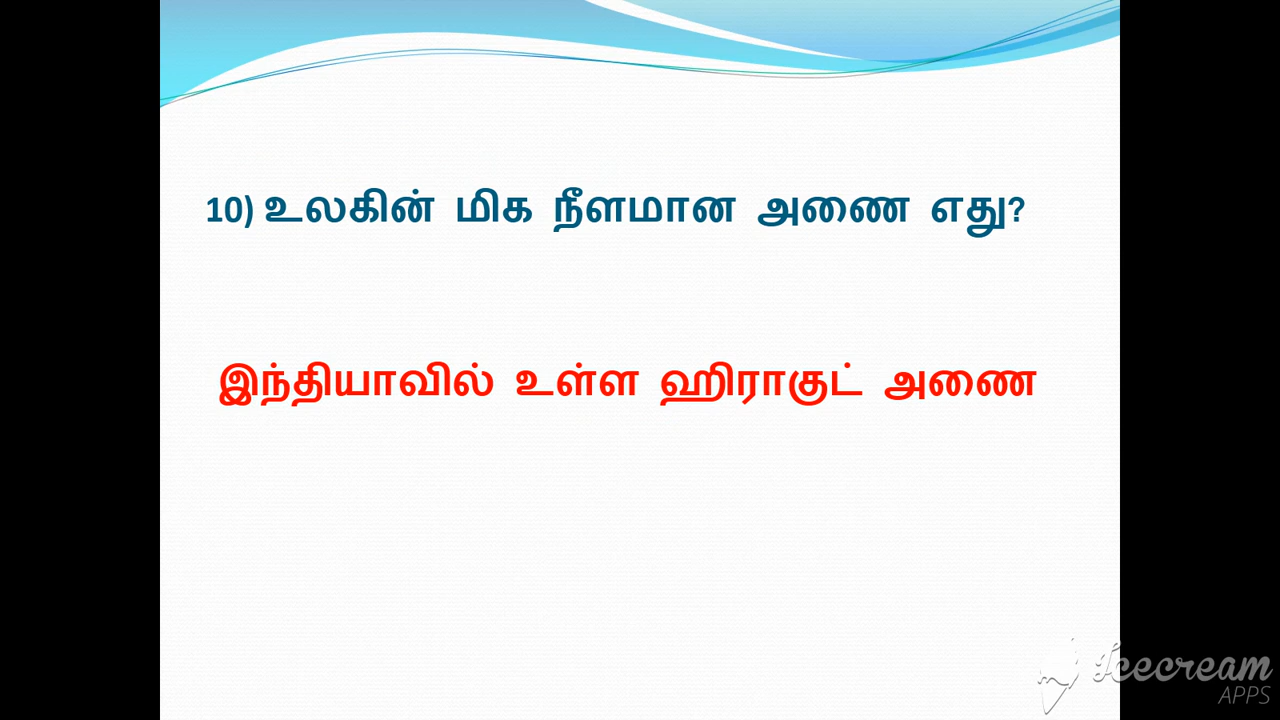 10) உலகின் மிக நீளமான அணை எது?
இந்தியாவில் உள்ள ஹிராகுட் அணை
Icecream
APPS